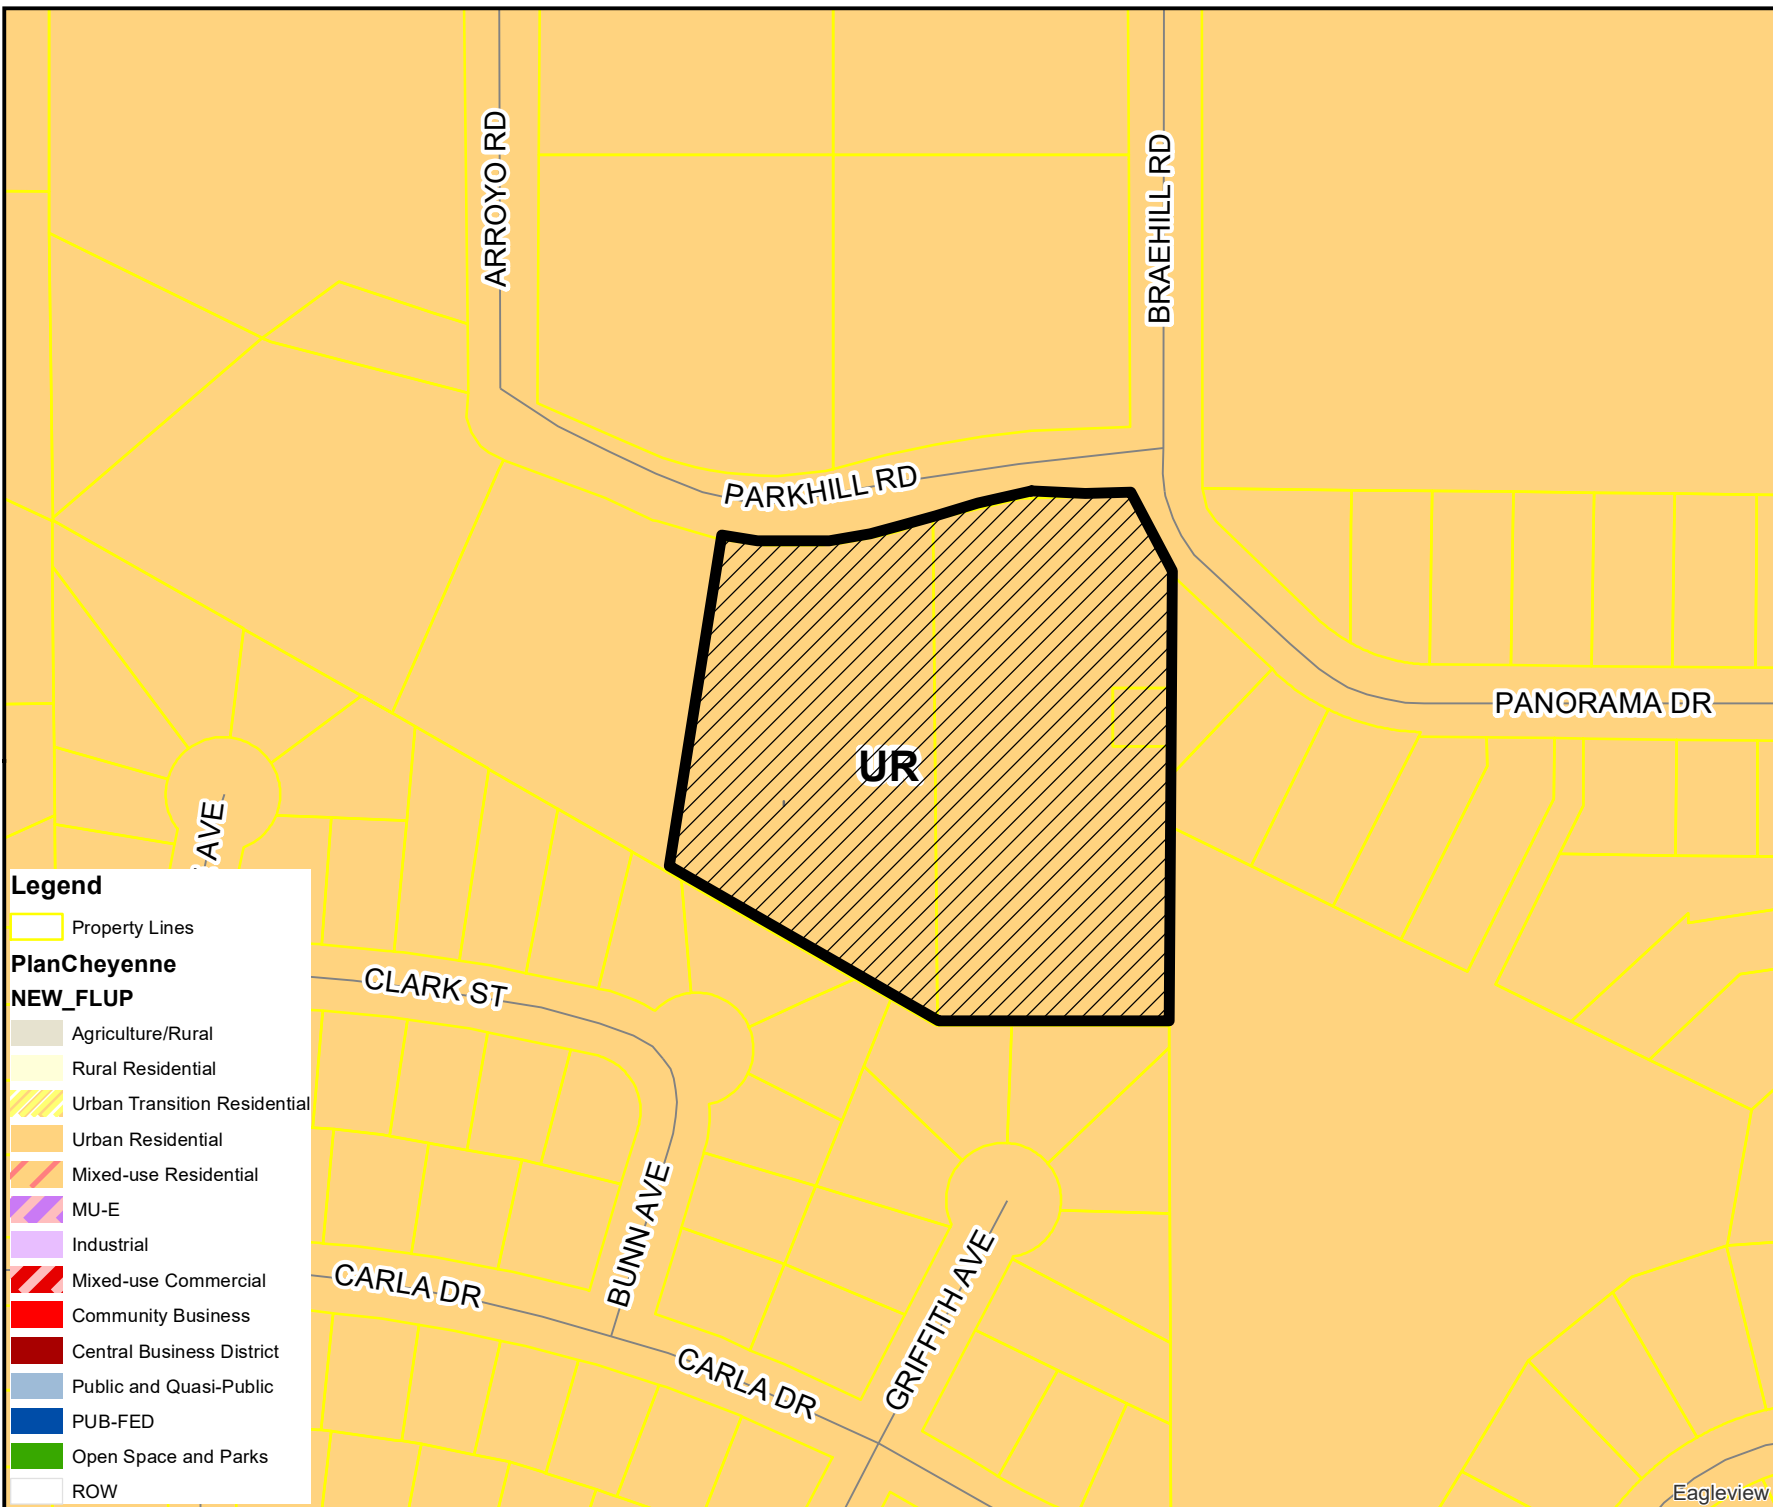 ARROYO RD
BRAEHILL RD
PARKHILL RD
PANORAMA DR
UR
AVE
CLARK ST
BUNN AVE
CARLA DR
CARLA DR
GRIFFITH AVE
Legend
Property Lines
PlanCheyenne
NEW_FLUP
Agriculture/Rural
Rural Residential
Urban Transition Residential
Urban Residential
Mixed-use Residential
MU-E
Industrial
Mixed-use Commercial
Community Business
Central Business District
Public and Quasi-Public
PUB-FED
Open Space and Parks
ROW
Eagleview